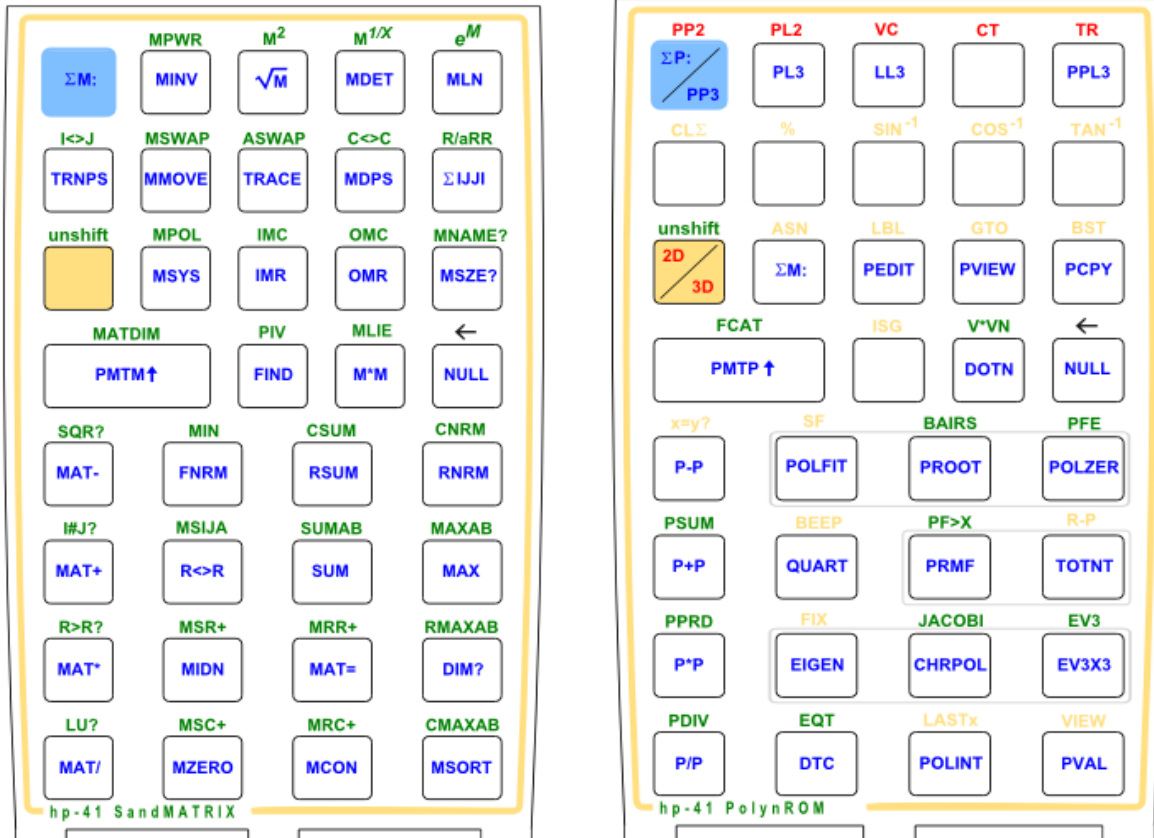 MPWR M² M^1/X e^M
ΣM: MINV √M MDET MLN
I<>J MSWAP ASWAP C<>C R/aRR
TRNPS MMOVE TRACE MDPS ΣIJJI
unshift MPOL IMC OMC MNAME?
MSYS IMR OMR MSZE?
MATDIM PIV MLIE ←
PMTM↑ FIND M*M NULL
SQR? MIN CSUM CNRM
MAT- FNRM RSUM RNRM
I#J? MSIJA SUMAB MAXAB
MAT+ R<>R SUM MAX
R>R? MSR+ MRR+ RMAXAB
MAT* MIDN MAT= DIM?
LU? MSC+ MRC+ CMAXAB
MAT/ MZERO MCON MSORT
hp-41 SandMATRIX
PP2 PL2 VC CT TR
ΣP: / PP3 PL3 LL3 PPL3
CLΣ % SIN⁻¹ COS⁻¹ TAN⁻¹
unshift ASN LBL GTO BST
2D / 3D ΣM: PEDIT PVIEW PCPY
FCAT ISG V*VN ←
PMTP↑ DOTN NULL
x=y? SF BAIRS PFE
P-P POLFIT PROOT POLZER
PSUM BEEP PF>X R-P
P+P QUART PRMF TOTNT
PPRD FIX JACOBI EV3
P*P EIGEN CHRPOL EV3X3
PDIV EQT LASTx VIEW
P/P DTC POLINT PVAL
hp-41 PolynROM